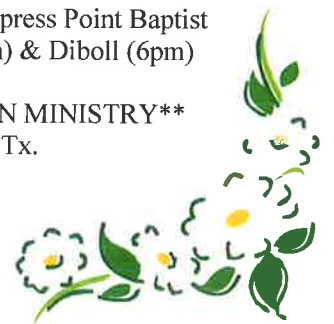 press Point Baptist
) & Diboll (6pm)
N MINISTRY**
Tx.